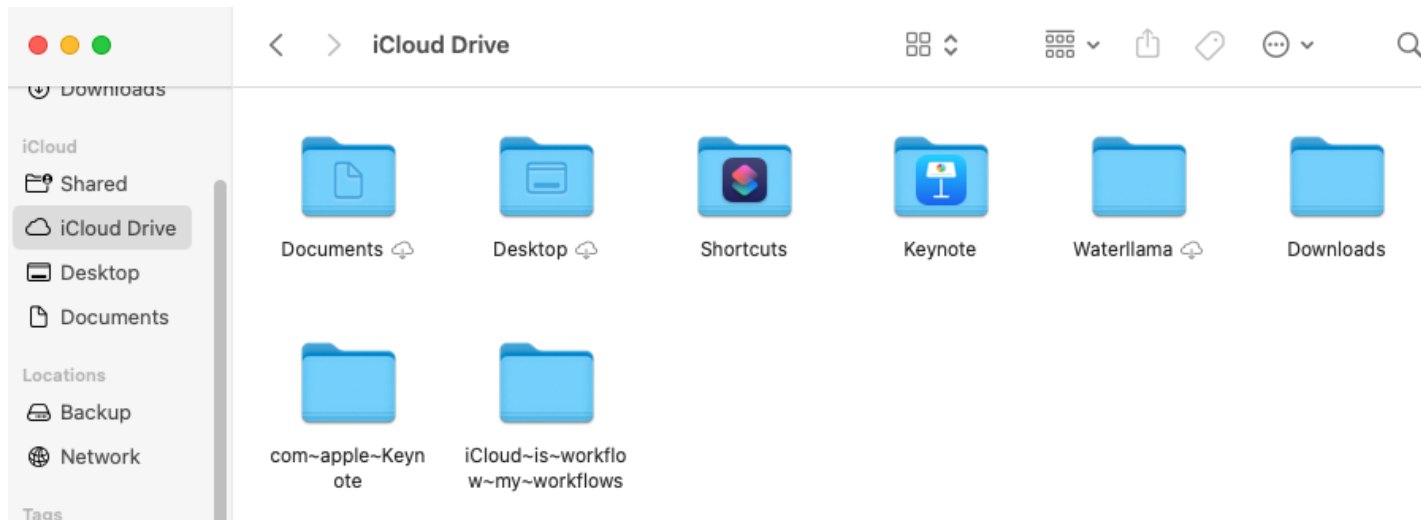 iCloud Drive
Downloads
iCloud
Shared
iCloud Drive
Desktop
Documents
Locations
Backup
Network
Tags
Documents
Desktop
Shortcuts
Keynote
Waterllama
Downloads
com~apple~Keyn
ote
iCloud~is~workflo
w~my~workflows